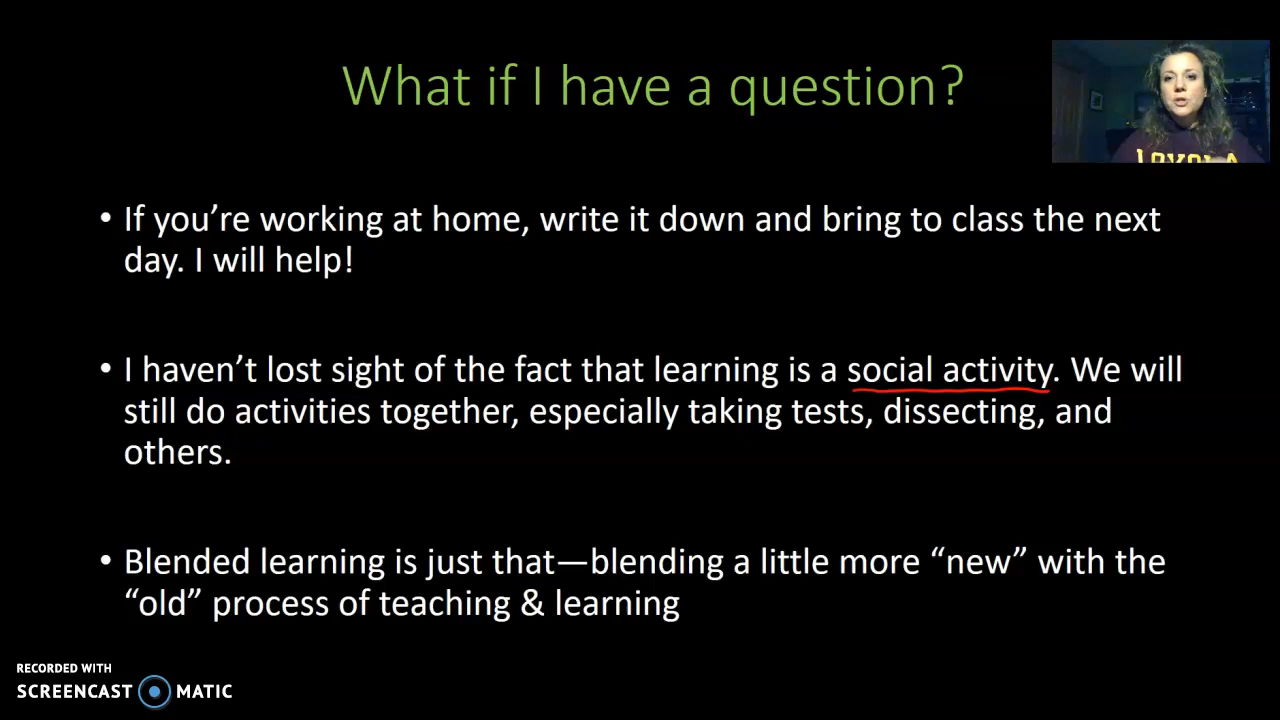 What if I have a question?
LOYOLA
• If you’re working at home, write it down and bring to class the next
day. I will help!
• I haven’t lost sight of the fact that learning is a social activity. We will
still do activities together, especially taking tests, dissecting, and
others.
• Blended learning is just that—blending a little more “new” with the
“old” process of teaching & learning
RECORDED WITH
SCREENCAST MATIC